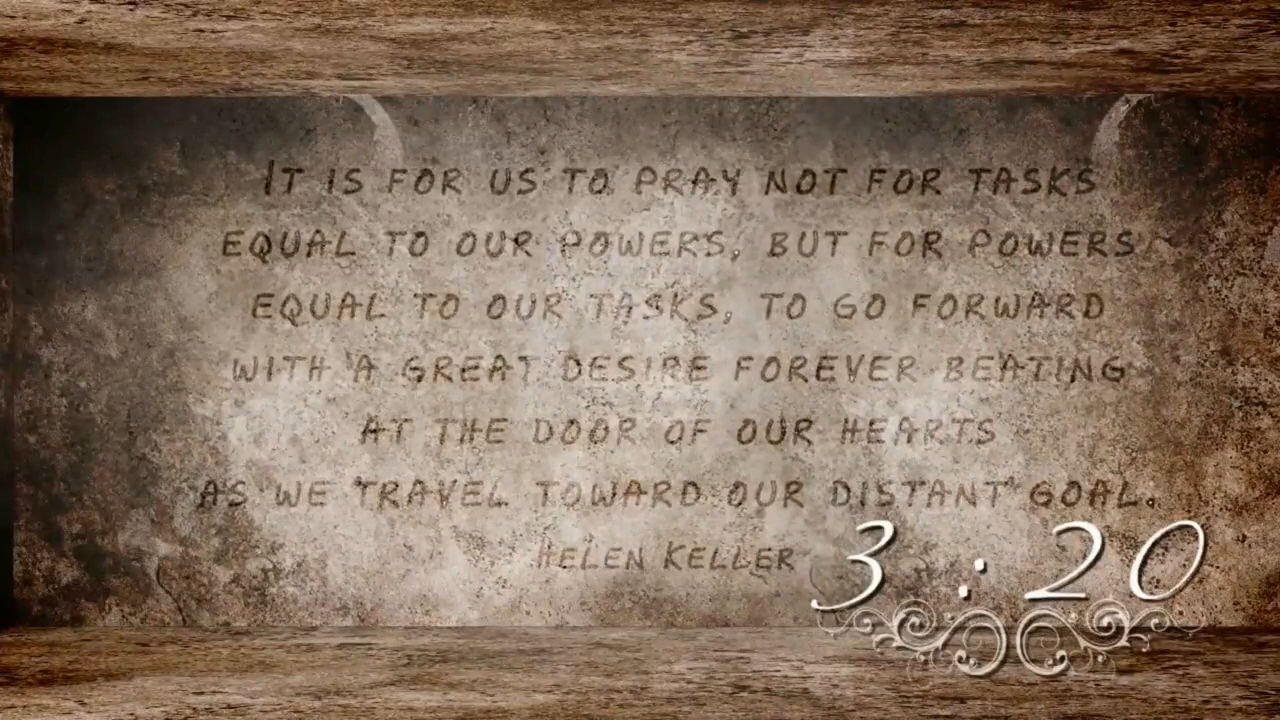 It is for us to pray not for tasks
equal to our powers, but for powers
equal to our tasks, to go forward
with a great desire forever beating
at the door of our hearts
as we travel toward our distant goal.
Helen Keller
3:20